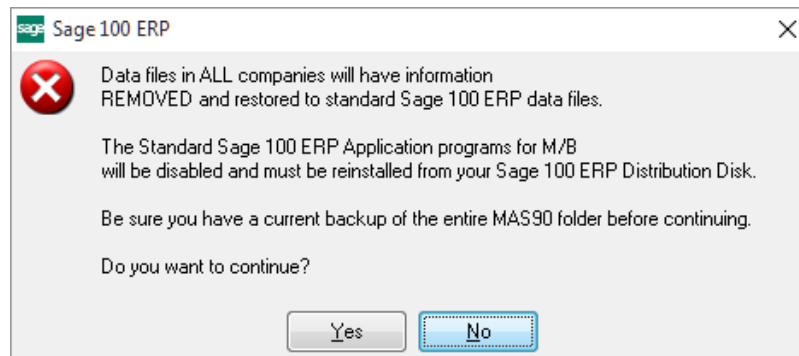 sage Sage 100 ERP
Data files in ALL companies will have information
REMOVED and restored to standard Sage 100 ERP data files.
The Standard Sage 100 ERP Application programs for M/B
will be disabled and must be reinstalled from your Sage 100 ERP Distribution Disk.
Be sure you have a current backup of the entire MAS90 folder before continuing.
Do you want to continue?
Yes No